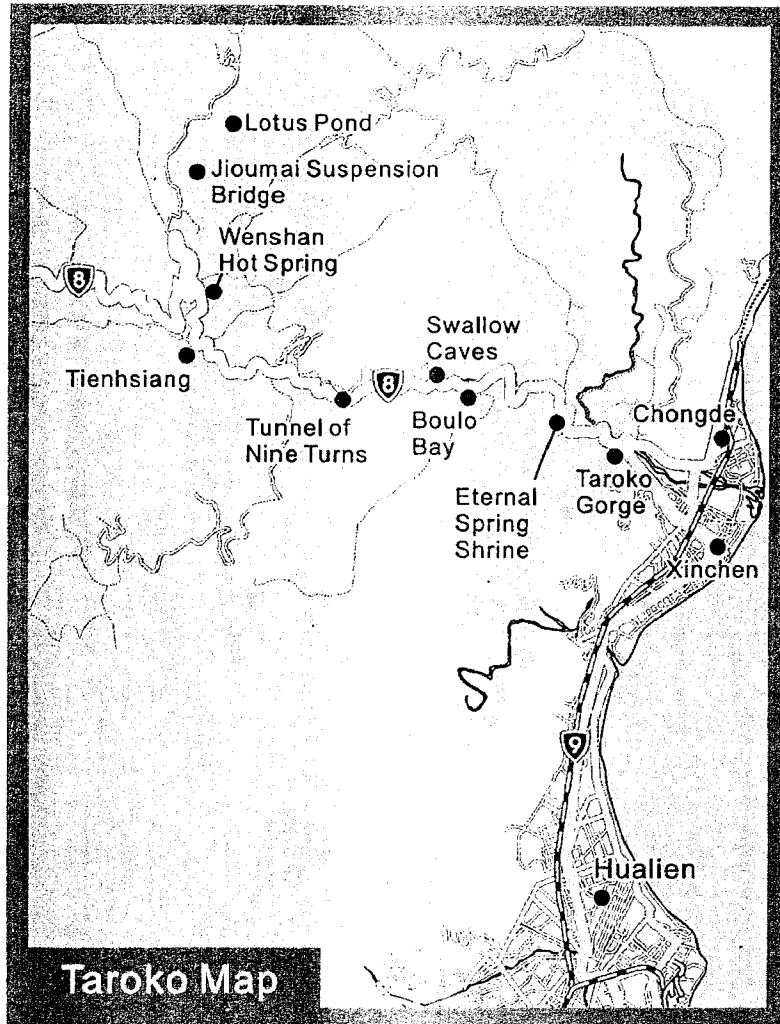 Lotus Pond
Jioumai Suspension
Bridge
Wenshan
Hot Spring
8
Tienhsiang
Swallow
Caves
8
Tunnel of
Nine Turns
Boulo
Bay
Chongde
Taroko
Gorge
Eternal
Spring
Shrine
Xinchen
9
Hualien
Taroko Map